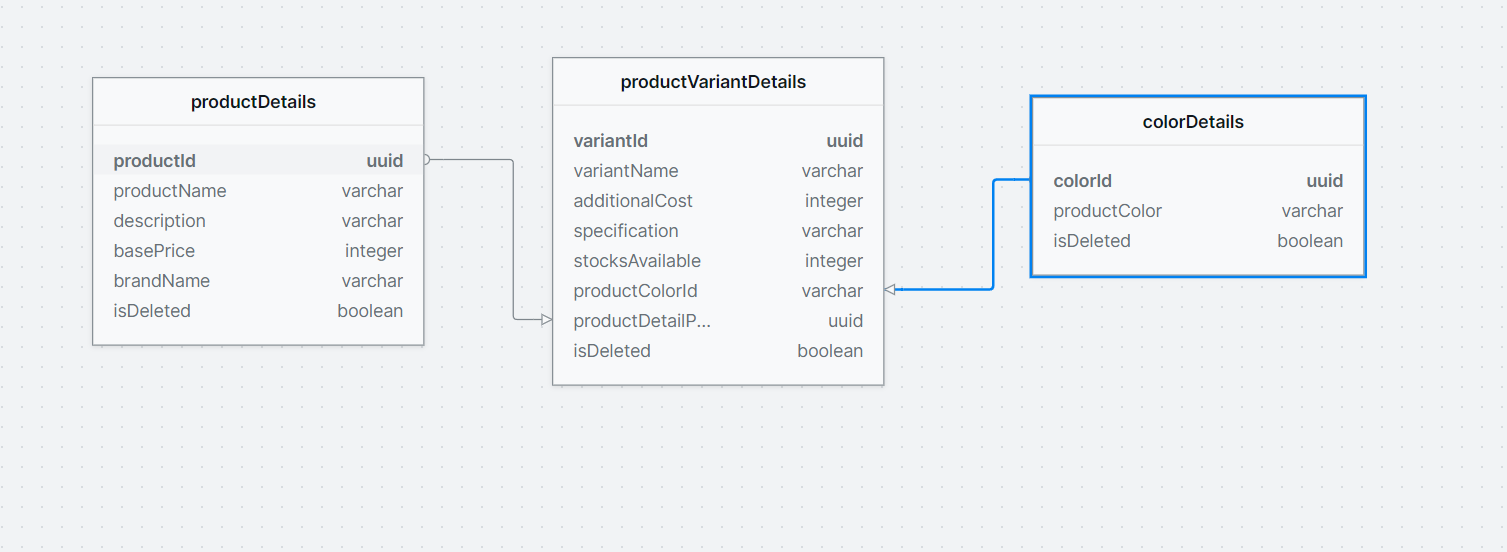 productDetails
productId uuid
productName varchar
description varchar
basePrice integer
brandName varchar
isDeleted boolean
productVariantDetails
variantId uuid
variantName varchar
additionalCost integer
specification varchar
stocksAvailable integer
productColorId varchar
productDetailP... uuid
isDeleted boolean
colorDetails
colorId uuid
productColor varchar
isDeleted boolean